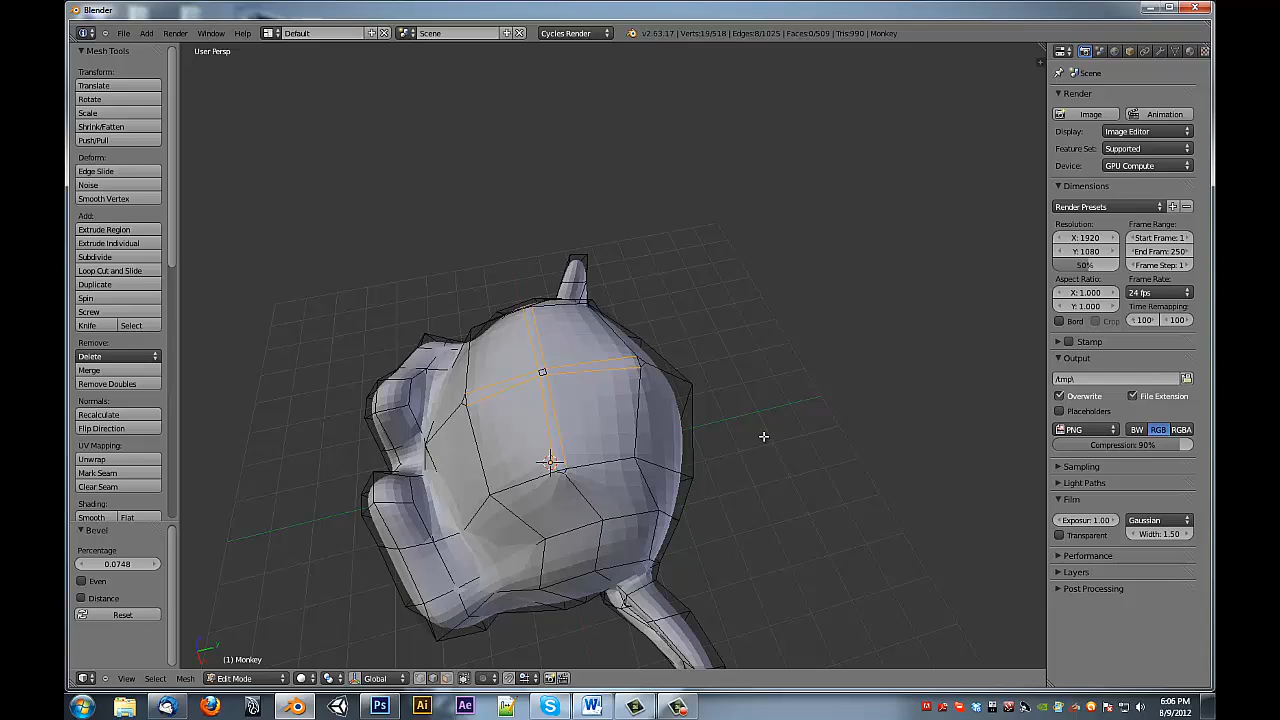 Blender
File Add Render Window Help Default Scene Cycles Render v2.63.17 | Verts:19/518 | Edges:8/1025 | Faces:0/509 | Tris:990 | Monkey
Mesh Tools
User Persp
Transform:
Translate
Rotate
Scale
Shrink/Fatten
Push/Pull
Deform:
Edge Slide
Noise
Smooth Vertex
Add:
Extrude Region
Extrude Individual
Subdivide
Loop Cut and Slide
Duplicate
Spin
Screw
Knife Select
Remove:
Delete
Merge
Remove Doubles
Normals:
Recalculate
Flip Direction
UV Mapping:
Unwrap
Mark Seam
Clear Seam
Shading:
Smooth Flat
Bevel
Percentage
0.0748
Even
Distance
Reset
(1) Monkey
View Select Mesh Edit Mode Global
Scene
Render
Image Animation
Display: Image Editor
Feature Set: Supported
Device: GPU Compute
Dimensions
Render Presets
Resolution: Frame Range:
X: 1920 Start Frame: 1
Y: 1080 End Fram: 250
50% Frame Step: 1
Aspect Ratio: Frame Rate:
X: 1.000 24 fps
Y: 1.000 Time Remapping:
Bord Crop 100 100
Stamp
Output
/tmp\
Overwrite File Extension
PNG BW RGB RGBA
Compression: 90%
Sampling
Light Paths
Film
Exposur: 1.00 Gaussian
Transparent Width: 1.50
Performance
Layers
Post Processing
Ps Ai Ae S W
6:06 PM
8/9/2012